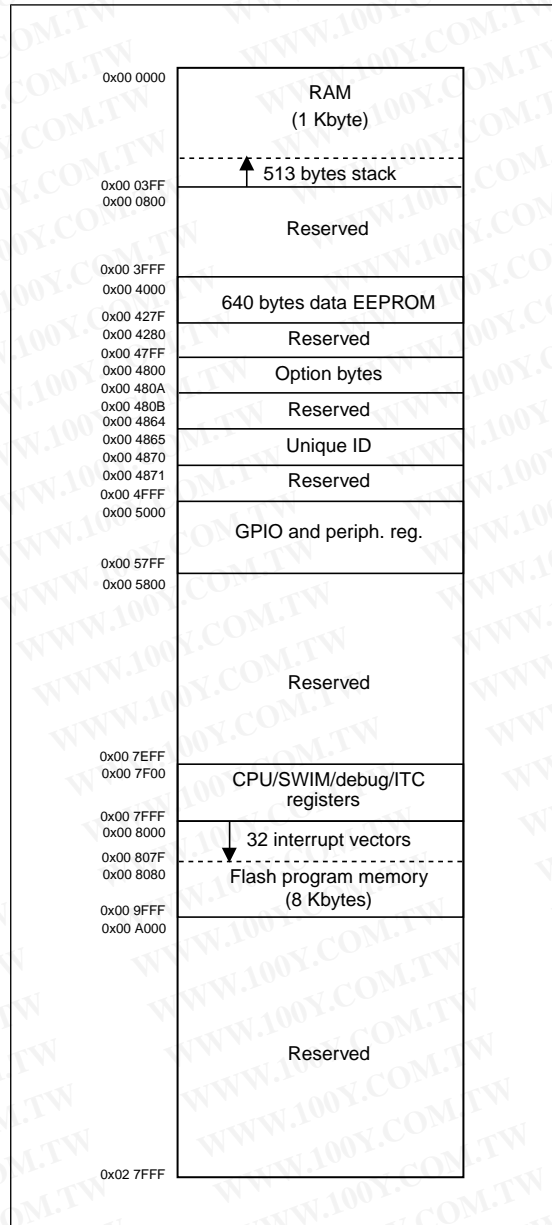 0x00 0000
RAM
(1 Kbyte)
513 bytes stack
0x00 03FF
0x00 0800
Reserved
0x00 3FFF
0x00 4000
640 bytes data EEPROM
0x00 427F
0x00 4280
Reserved
0x00 47FF
0x00 4800
Option bytes
0x00 480A
0x00 480B
Reserved
0x00 4864
0x00 4865
Unique ID
0x00 4870
0x00 4871
Reserved
0x00 4FFF
0x00 5000
GPIO and periph. reg.
0x00 57FF
0x00 5800
Reserved
0x00 7EFF
0x00 7F00
CPU/SWIM/debug/ITC
registers
0x00 7FFF
0x00 8000
32 interrupt vectors
0x00 807F
0x00 8080
Flash program memory
(8 Kbytes)
0x00 9FFF
0x00 A000
Reserved
0x02 7FFF
WWW.100Y.COM.TW